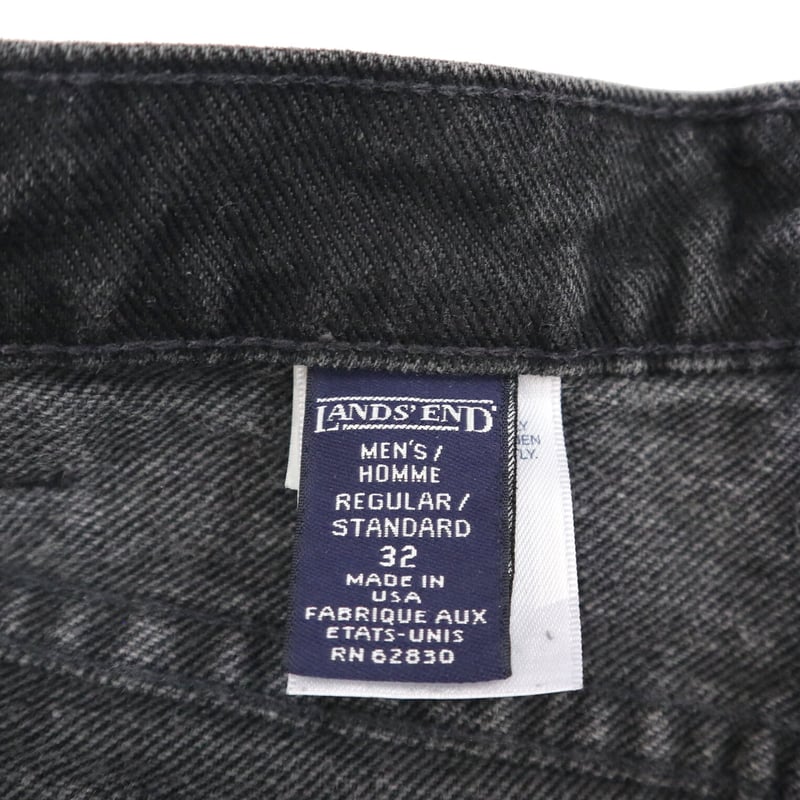 LANDS' END
MEN'S/
HOMME
REGULAR/
STANDARD
32
MADE IN
USA
FABRIQUE AUX
ETATS-UNIS
RN 62830